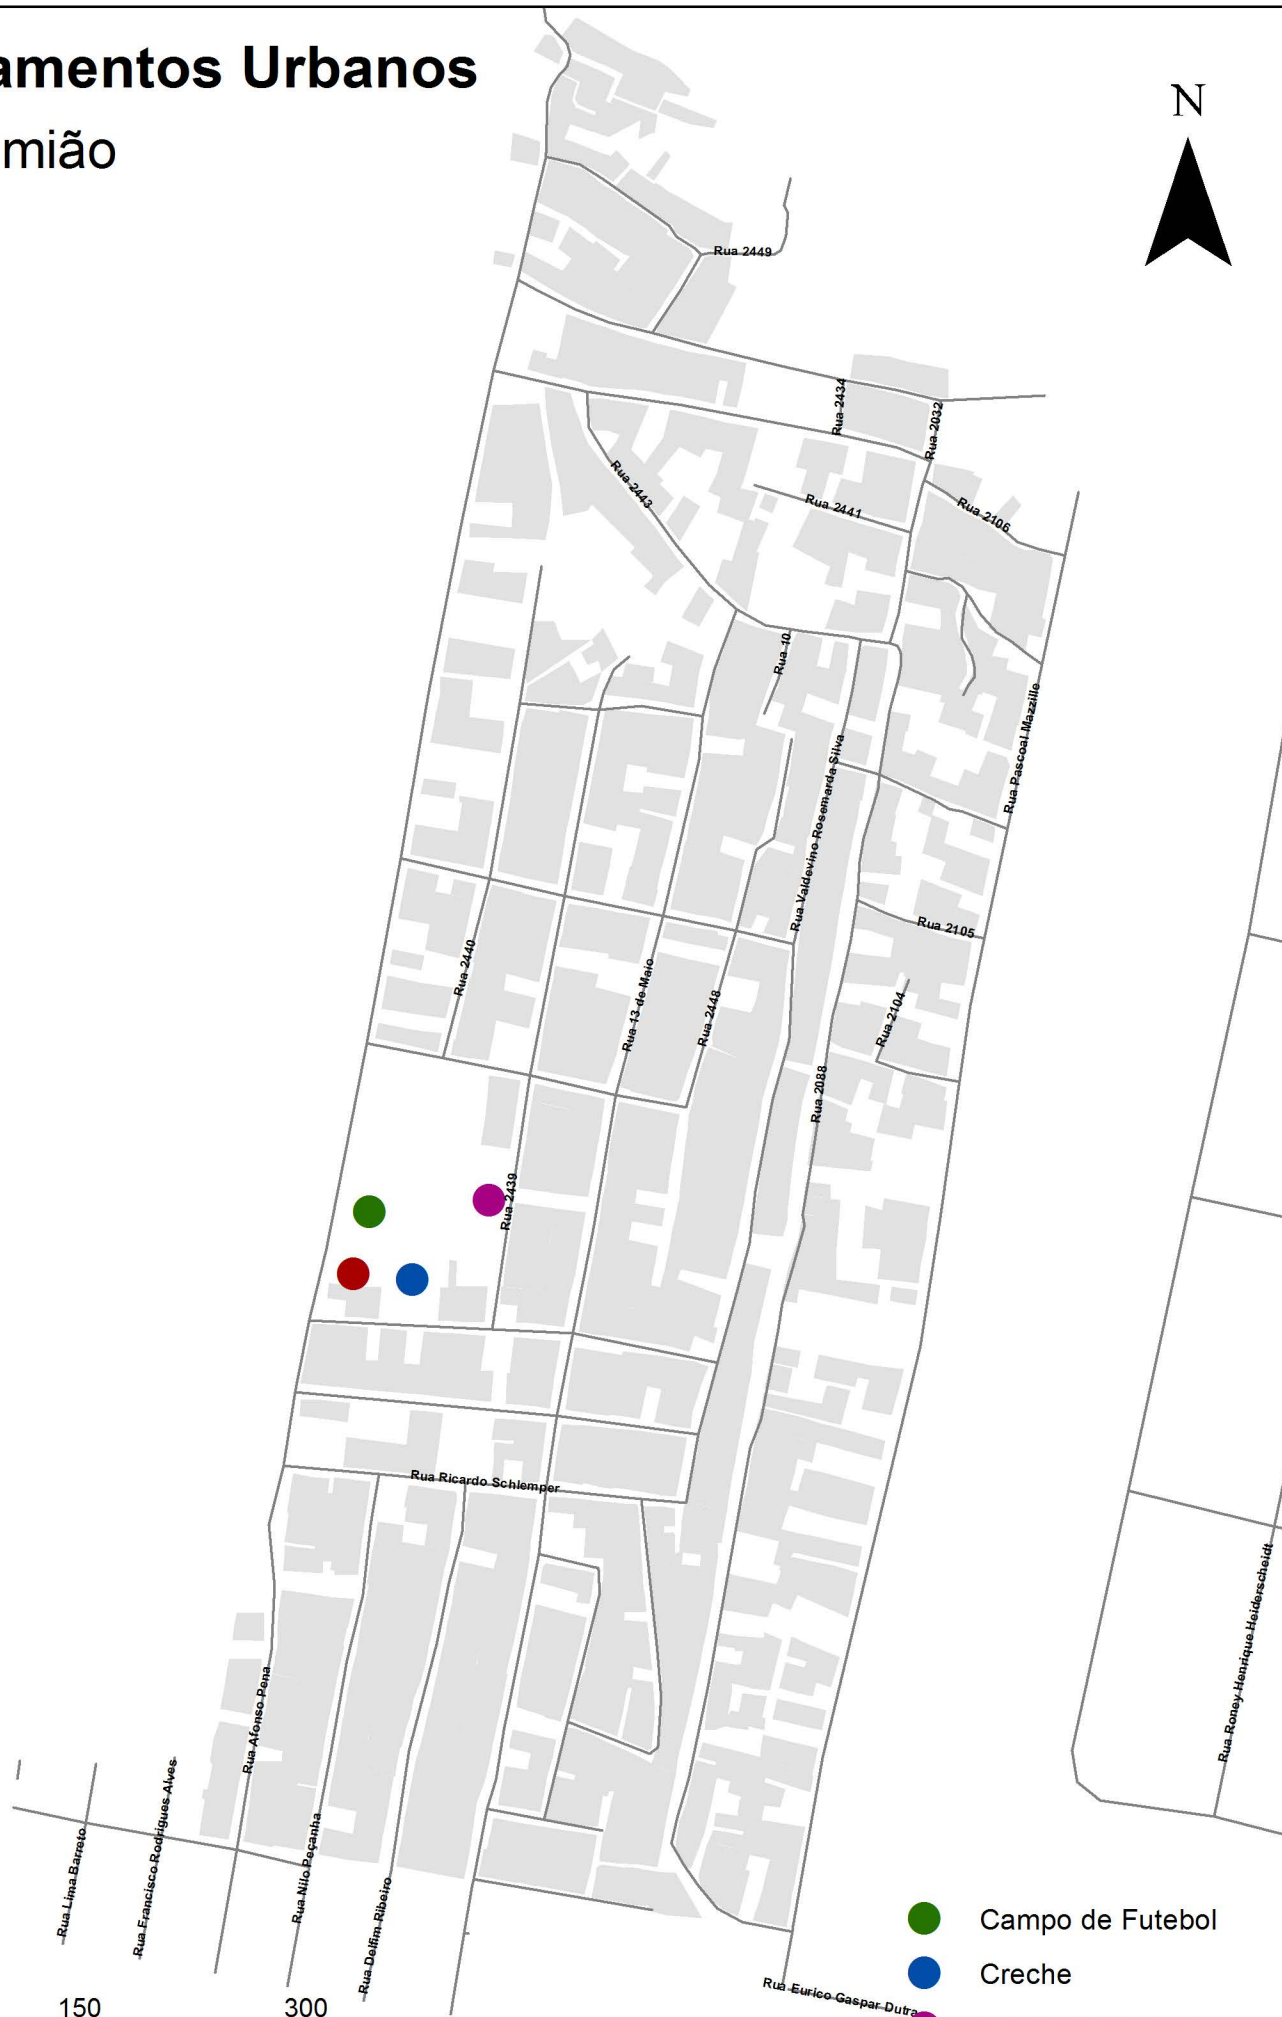 amentos Urbanos
mião
N
Rua 2449
Rua 2434
Rua 2032
Rua 2443
Rua 2441
Rua 2106
Rua 10
Rua Pascoal Mazzille
Rua Valdevino Rosemarda Silva
Rua 2105
Rua 2440
Rua 13 de Maio
Rua 2448
Rua 2104
Rua 2088
Rua 2439
Rua Ricardo Schlemper
Rua Roney Henrique Heiderscheidt
Rua Afonso Pena
Rua Francisco Rodrigues Alves
Rua Lima Barreto
Rua Nilo Peçanha
Rua Delfim Ribeiro
Campo de Futebol
Creche
Rua Eurico Gaspar Dutra
150 300